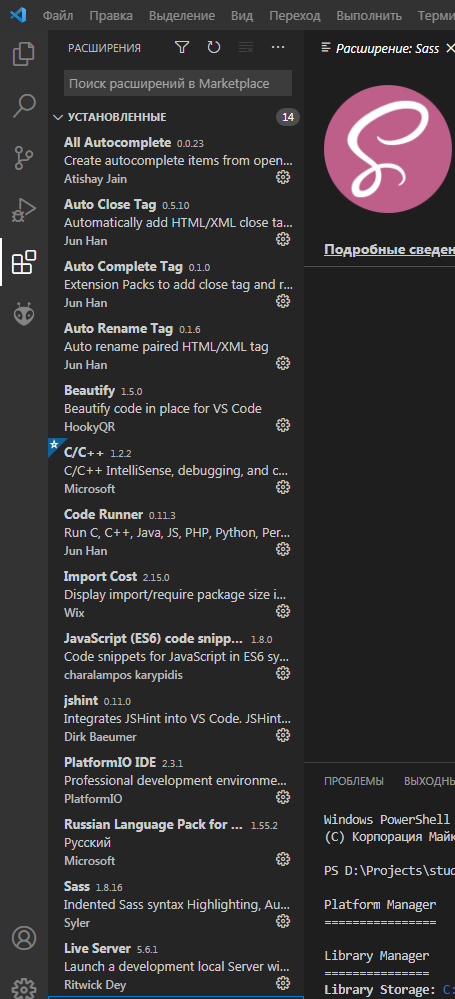 Файл Правка Выделение Вид Переход Выполнить Терми
РАСШИРЕНИЯ
Расширение: Sass
Поиск расширений в Marketplace
УСТАНОВЛЕННЫЕ 14
All Autocomplete 0.0.23
Create autocomplete items from open...
Atishay Jain
Auto Close Tag 0.5.10
Automatically add HTML/XML close ta...
Jun Han
Auto Complete Tag 0.1.0
Extension Packs to add close tag and r...
Jun Han
Auto Rename Tag 0.1.6
Auto rename paired HTML/XML tag
Jun Han
Beautify 1.5.0
Beautify code in place for VS Code
HookyQR
C/C++ 1.2.2
C/C++ IntelliSense, debugging, and c...
Microsoft
Code Runner 0.11.3
Run C, C++, Java, JS, PHP, Python, Per...
Jun Han
Import Cost 2.15.0
Display import/require package size i...
Wix
JavaScript (ES6) code snipp... 1.8.0
Code snippets for JavaScript in ES6 sy...
charalampos karypidis
jshint 0.11.0
Integrates JSHint into VS Code. JSHint...
Dirk Baeumer
PlatformIO IDE 2.3.1
Professional development environme...
PlatformIO
Russian Language Pack for ... 1.55.2
Русский
Microsoft
Sass 1.8.16
Indented Sass syntax Highlighting, Au...
Syler
Live Server 5.6.1
Launch a development local Server wi...
Ritwick Dey
Подробные сведен
ПРОБЛЕМЫ ВЫХОДНЫ
Windows PowerShell
(C) Корпорация Майк
PS D:\Projects\stud
Platform Manager
================
Library Manager
===============
Library Storage: C: